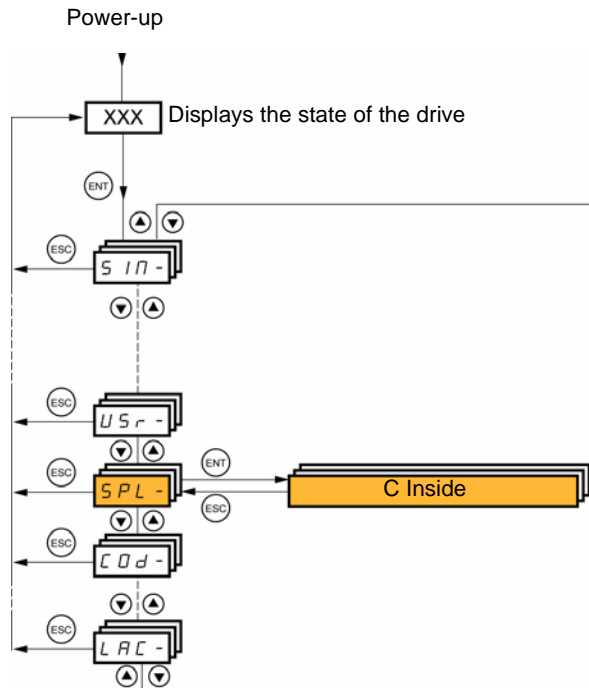 Power-up
XXX Displays the state of the drive
ENT
ESC
SIM-
ESC
USr-
ESC
ENT
SPL-
C Inside
ESC
ESC
COd-
ESC
LAC-